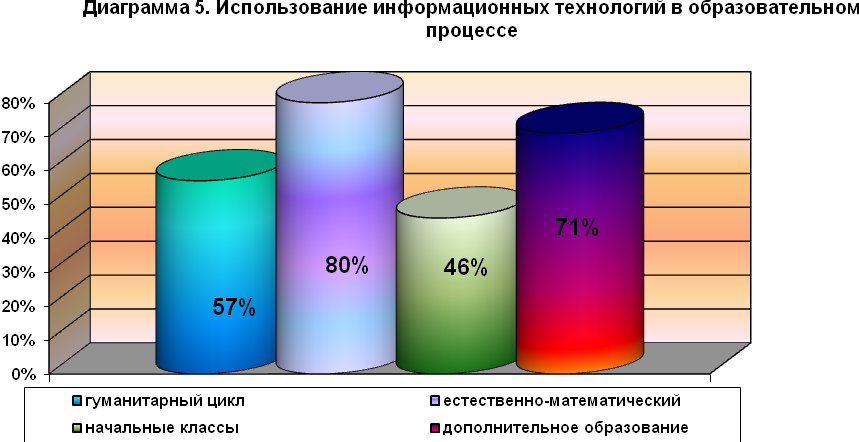 Диаграмма 5. Использование информационных технологий в образовательном
процессе
80%
70%
60%
50%
40%
30%
20%
10%
0%
57%
80%
46%
71%
гуманитарный цикл
естественно-математический
начальные классы
дополнительное образование